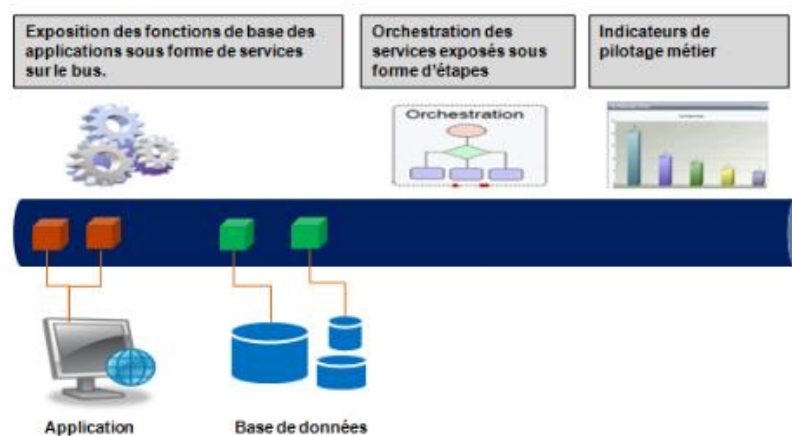 Exposition des fonctions de base des
applications sous forme de services
sur le bus.
Orchestration des
services exposés sous
forme d'étapes
Indicateurs de
pilotage métier
Orchestration
Application
Base de données